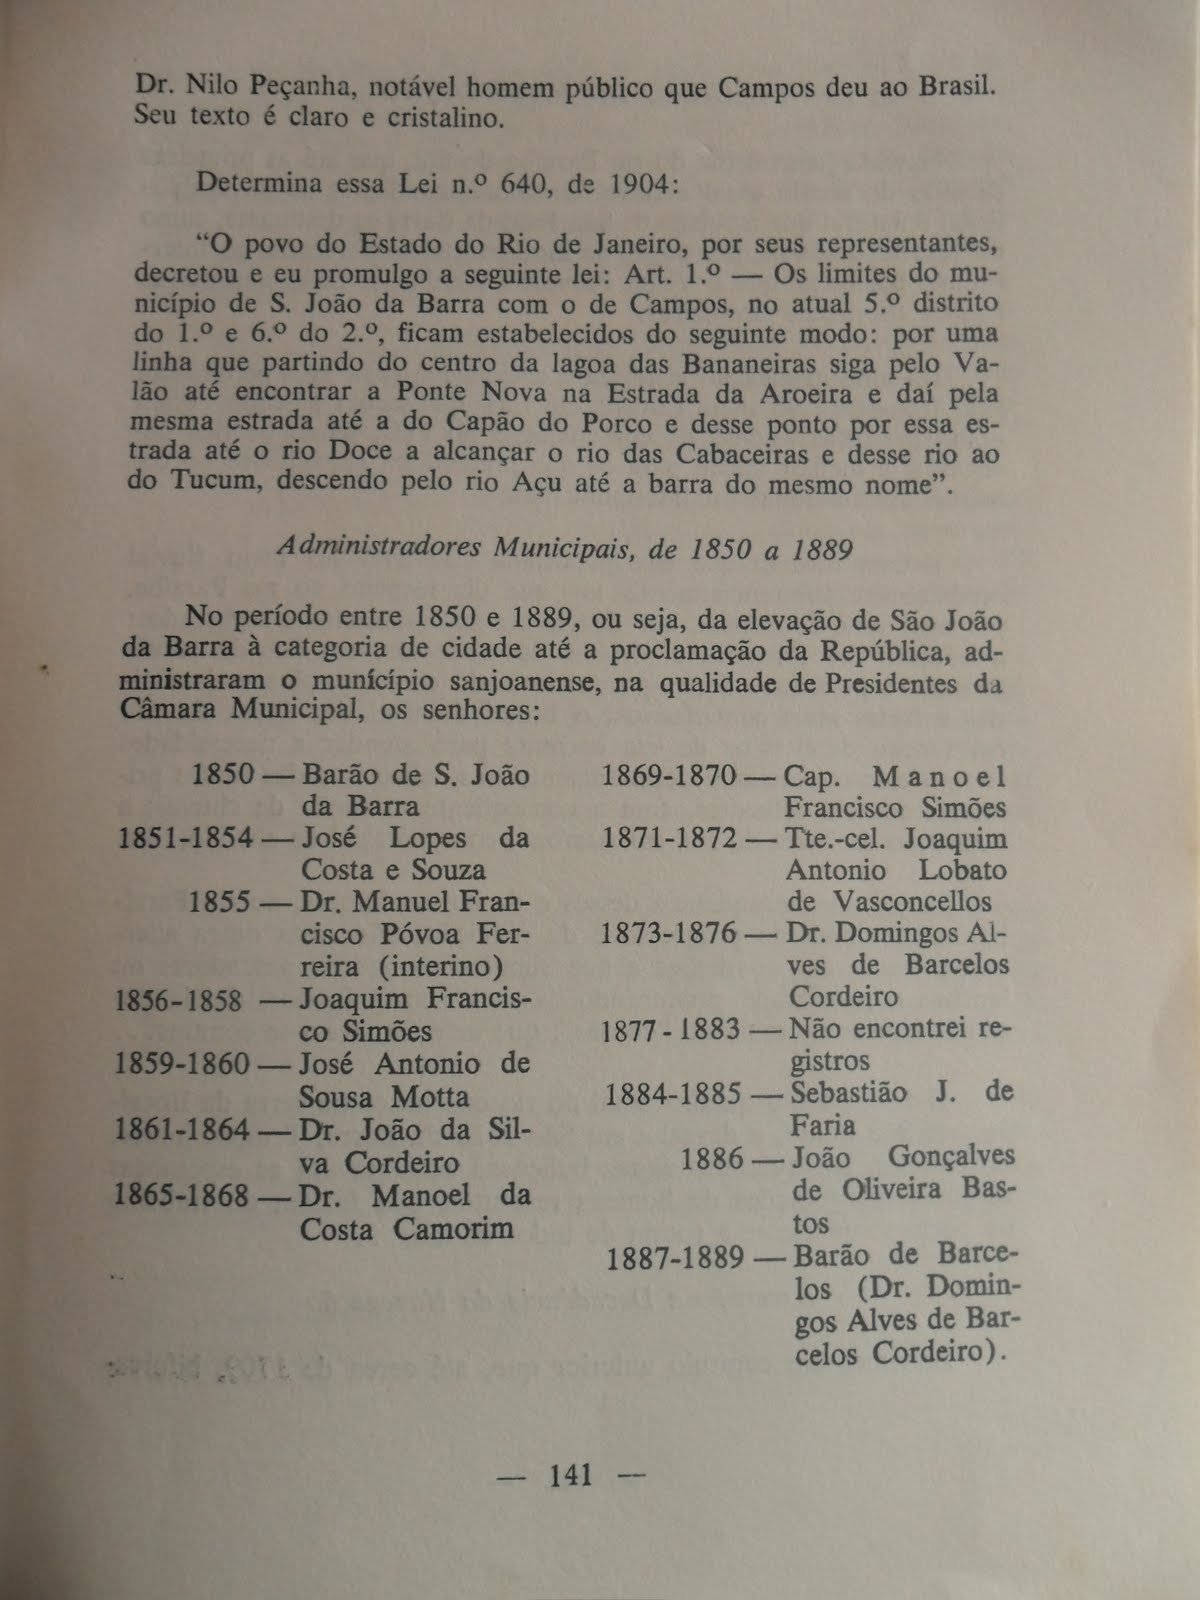 Dr. Nilo Peçanha, notável homem público que Campos deu ao Brasil.
Seu texto é claro e cristalino.
Determina essa Lei n.º 640, de 1904:
“O povo do Estado do Rio de Janeiro, por seus representantes,
decretou e eu promulgo a seguinte lei: Art. 1.º — Os limites do mu-
nicípio de S. João da Barra com o de Campos, no atual 5.º distrito
do 1.º e 6.º do 2.º, ficam estabelecidos do seguinte modo: por uma
linha que partindo do centro da lagoa das Bananeiras siga pelo Va-
lão até encontrar a Ponte Nova na Estrada da Aroeira e daí pela
mesma estrada até a do Capão do Porco e desse ponto por essa es-
trada até o rio Doce a alcançar o rio das Cabaceiras e desse rio ao
do Tucum, descendo pelo rio Açu até a barra do mesmo nome”.
Administradores Municipais, de 1850 a 1889
No período entre 1850 e 1889, ou seja, da elevação de São João
da Barra à categoria de cidade até a proclamação da República, ad-
ministraram o munícípio sanjoanense, na qualidade de Presidentes da
Câmara Municipal, os senhores:
1850 — Barão de S. João
da Barra
1851-1854 — José Lopes da
Costa e Souza
1855 — Dr. Manuel Fran-
cisco Póvoa Fer-
reira (interino)
1856-1858 — Joaquim Francis-
co Simões
1859-1860 — José Antonio de
Sousa Motta
1861-1864 — Dr. João da Sil-
va Cordeiro
1865-1868 — Dr. Manoel da
Costa Camorim
1869-1870 — Cap. Manoel
Francisco Simões
1871-1872 — Tte.-cel. Joaquim
Antonio Lobato
de Vasconcellos
1873-1876 — Dr. Domingos Al-
ves de Barcelos
Cordeiro
1877-1883 — Não encontrei re-
gistros
1884-1885 — Sebastião J. de
Faria
1886 — João Gonçalves
de Oliveira Bas-
tos
1887-1889 — Barão de Barce-
los (Dr. Domin-
gos Alves de Bar-
celos Cordeiro).
— 141 —